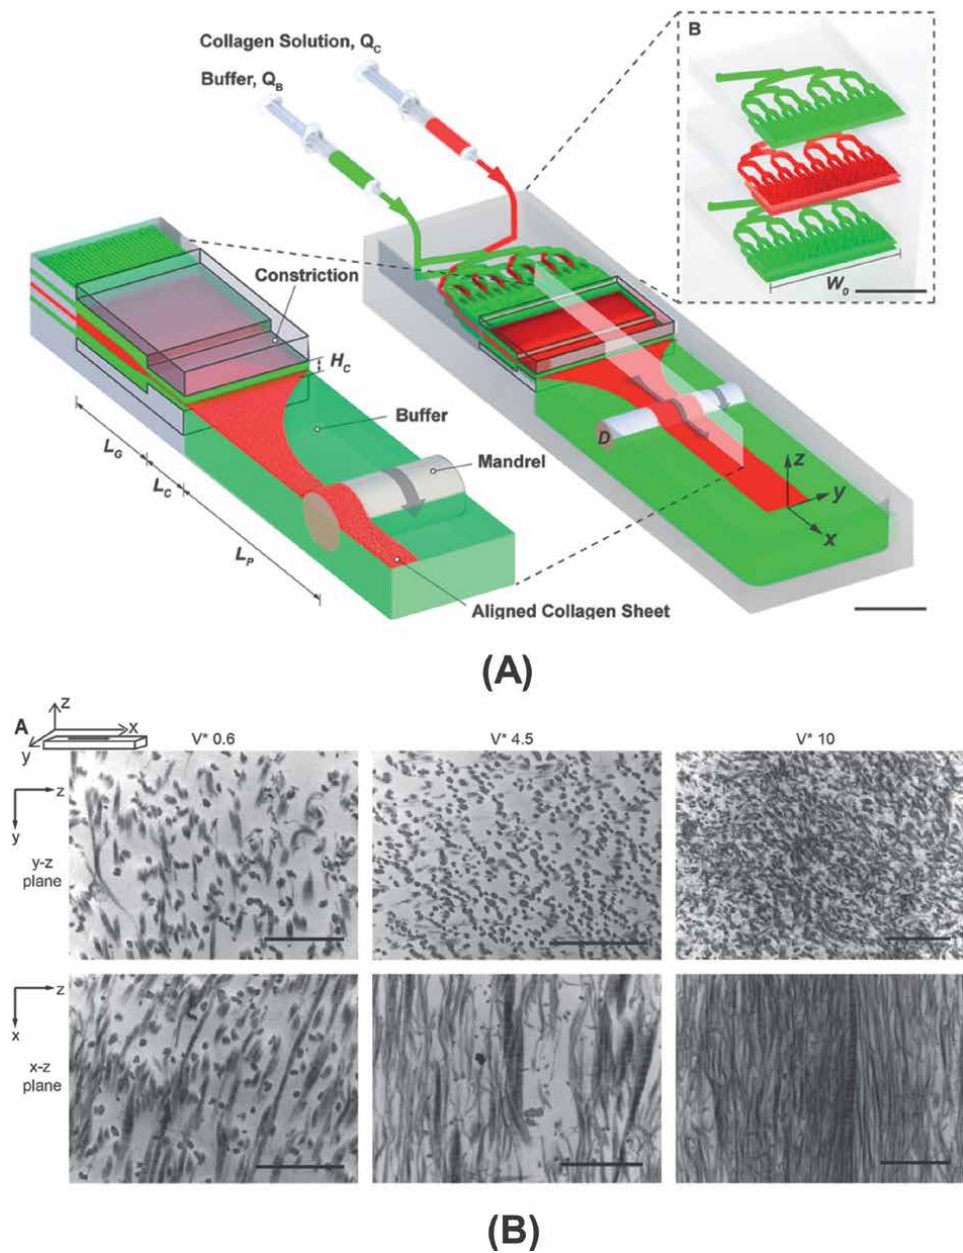 A
Collagen Solution, Q_C
Buffer, Q_B
B
W_0
Constriction
H_C
Buffer
Mandrel
D
L_G
L_C
L_P
z
y
x
Aligned Collagen Sheet
(A)
A
z
x
y
V* 0.6
V* 4.5
V* 10
z
y
y-z
plane
z
x
x-z
plane
(B)